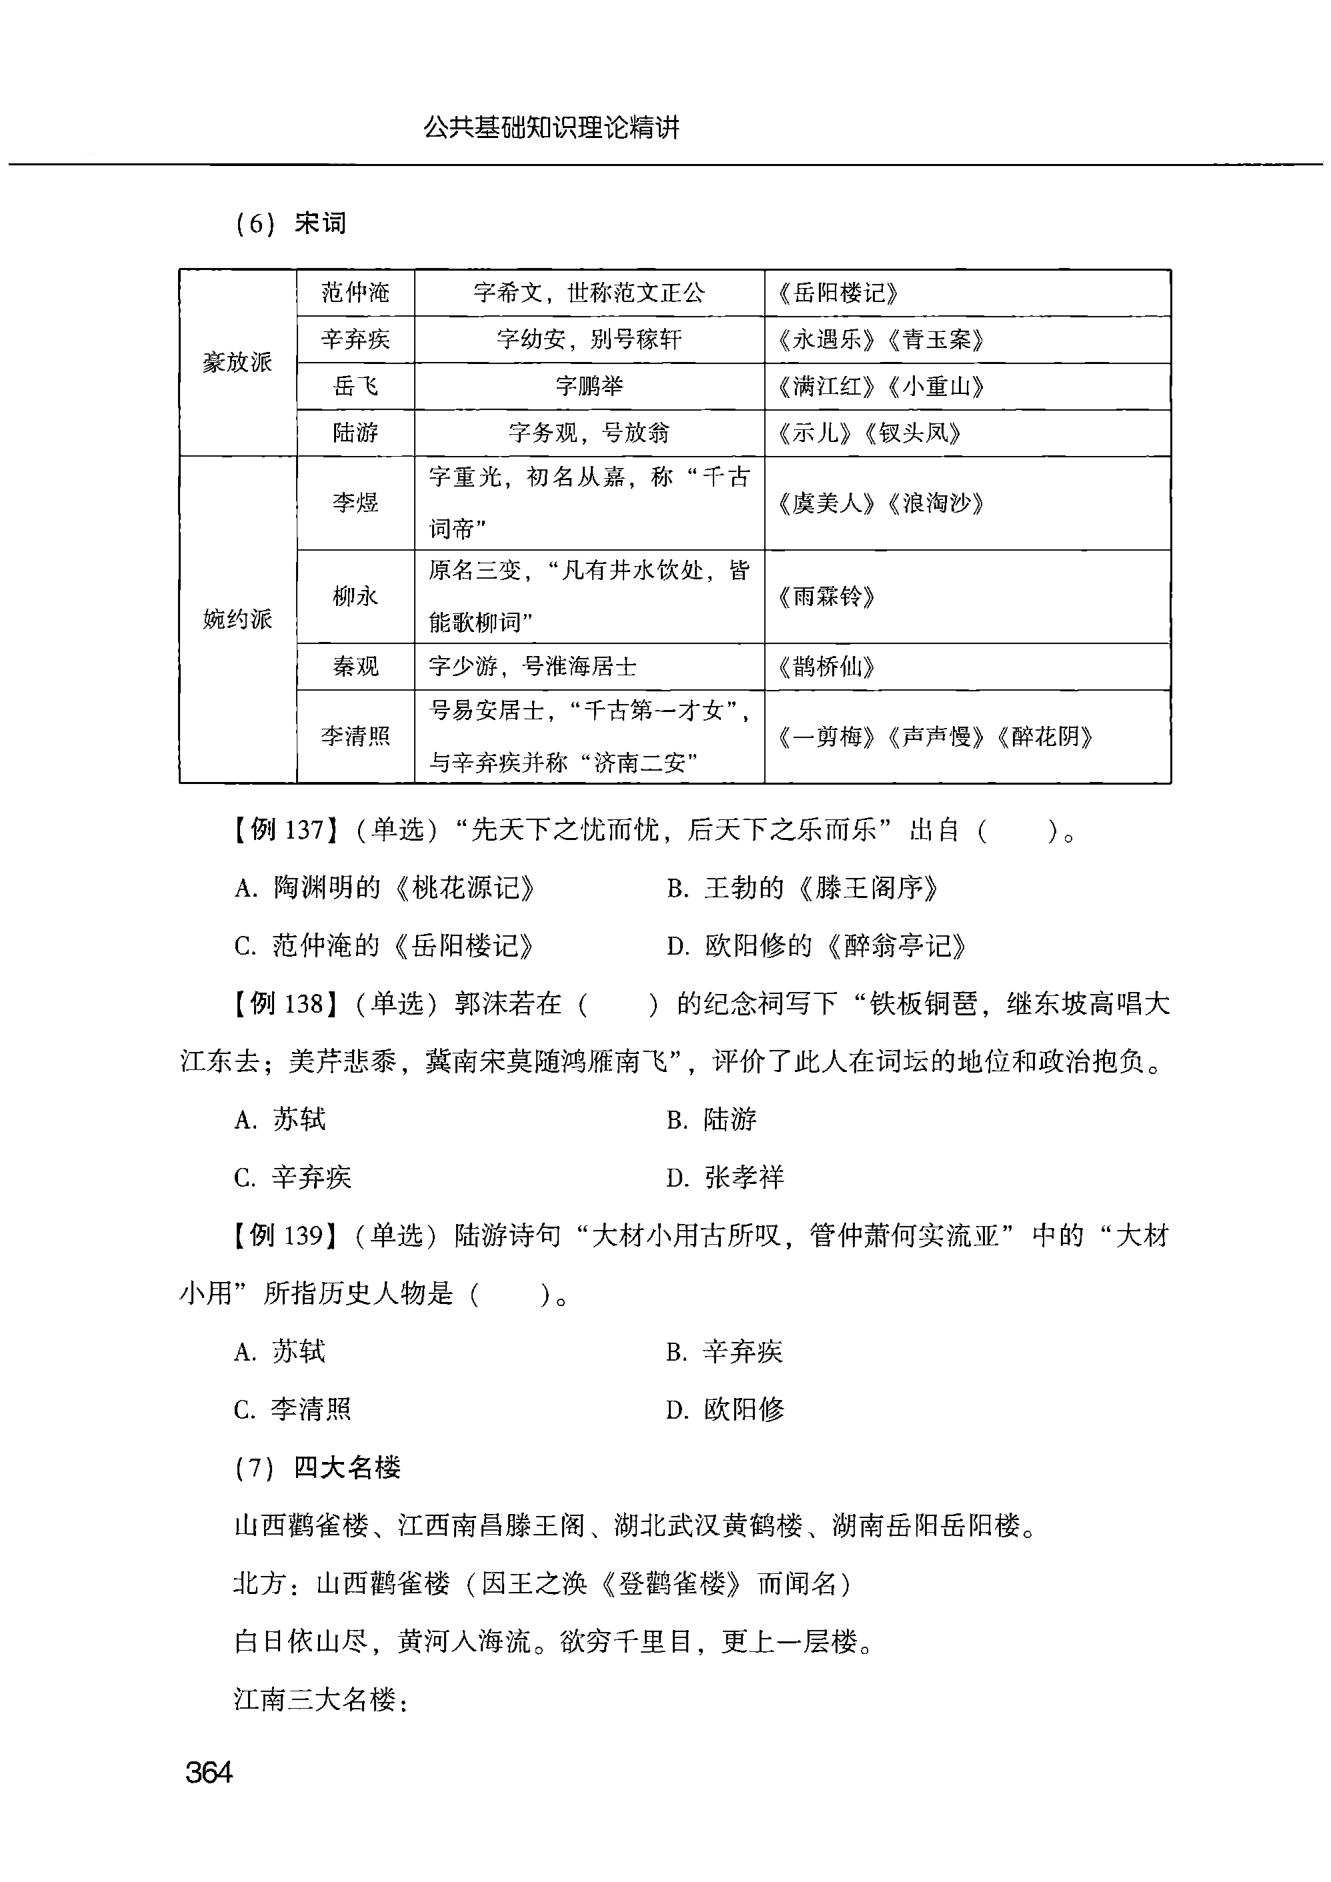 公共基础知识理论精讲
(6) 宋词
豪放派
范仲淹 字希文，世称范文正公 《岳阳楼记》
辛弃疾 字幼安，别号稼轩 《永遇乐》《青玉案》
岳飞 字鹏举 《满江红》《小重山》
陆游 字务观，号放翁 《示儿》《钗头凤》
婉约派
李煜 字重光，初名从嘉，称“千古
词帝” 《虞美人》《浪淘沙》
柳永 原名三变，“凡有井水饮处，皆
能歌柳词” 《雨霖铃》
秦观 字少游，号淮海居士 《鹊桥仙》
李清照 号易安居士，“千古第一才女”，
与辛弃疾并称“济南二安” 《一剪梅》《声声慢》《醉花阴》
【例 137】（单选）“先天下之忧而忧，后天下之乐而乐”出自（　　）。
A. 陶渊明的《桃花源记》 B. 王勃的《滕王阁序》
C. 范仲淹的《岳阳楼记》 D. 欧阳修的《醉翁亭记》
【例 138】（单选）郭沫若在（　　）的纪念祠写下“铁板铜琶，继东坡高唱大
江东去；美芹悲黍，冀南宋莫随鸿雁南飞”，评价了此人在词坛的地位和政治抱负。
A. 苏轼 B. 陆游
C. 辛弃疾 D. 张孝祥
【例 139】（单选）陆游诗句“大材小用古所叹，管仲萧何实流亚”中的“大材
小用”所指历史人物是（　　）。
A. 苏轼 B. 辛弃疾
C. 李清照 D. 欧阳修
(7) 四大名楼
山西鹳雀楼、江西南昌滕王阁、湖北武汉黄鹤楼、湖南岳阳岳阳楼。
北方：山西鹳雀楼（因王之涣《登鹳雀楼》而闻名）
白日依山尽，黄河入海流。欲穷千里目，更上一层楼。
江南三大名楼：
364